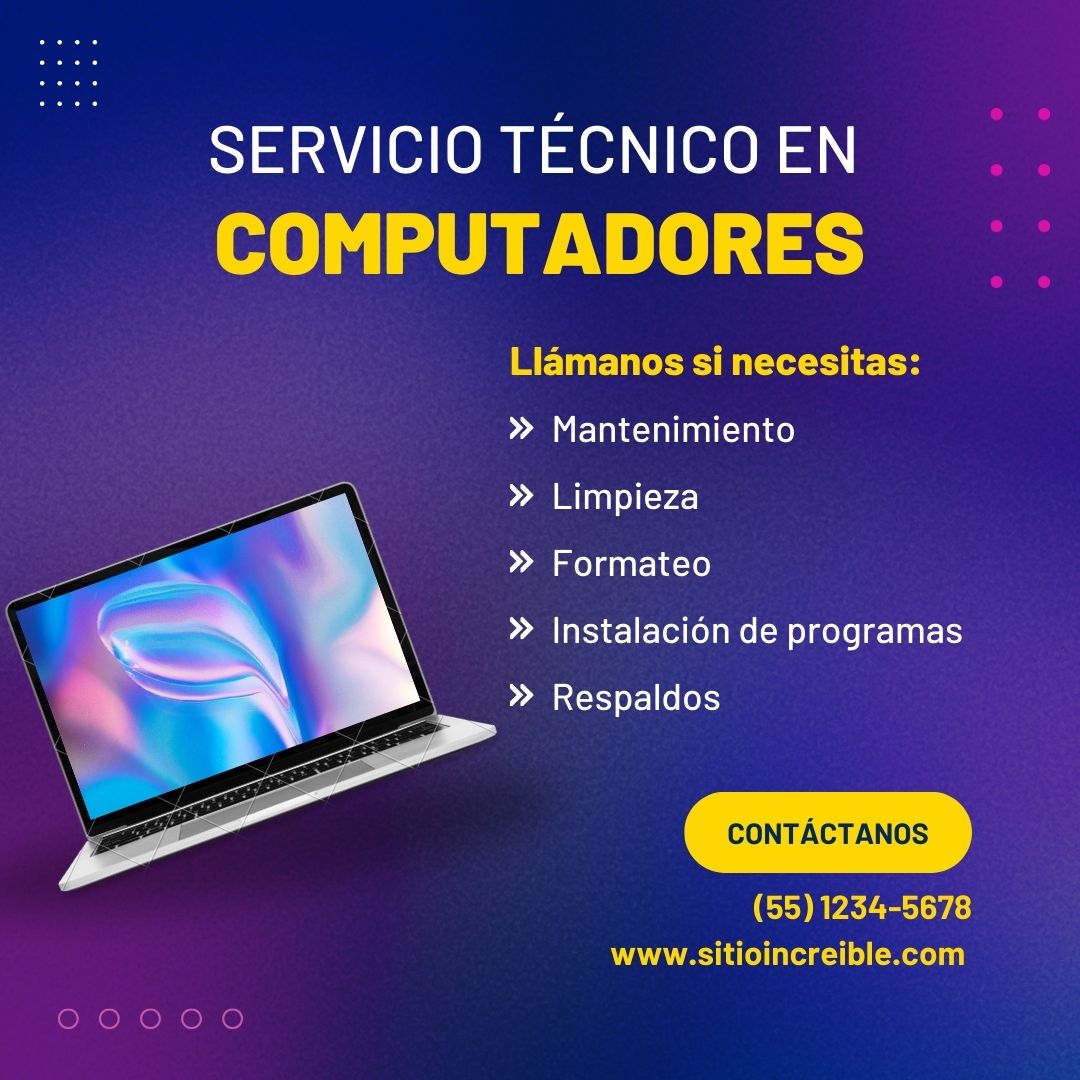 SERVICIO TÉCNICO EN
COMPUTADORES
Llámanos si necesitas:
Mantenimiento
Limpieza
Formateo
Instalación de programas
Respaldos
CONTÁCTANOS
(55) 1234-5678
www.sitioincreible.com